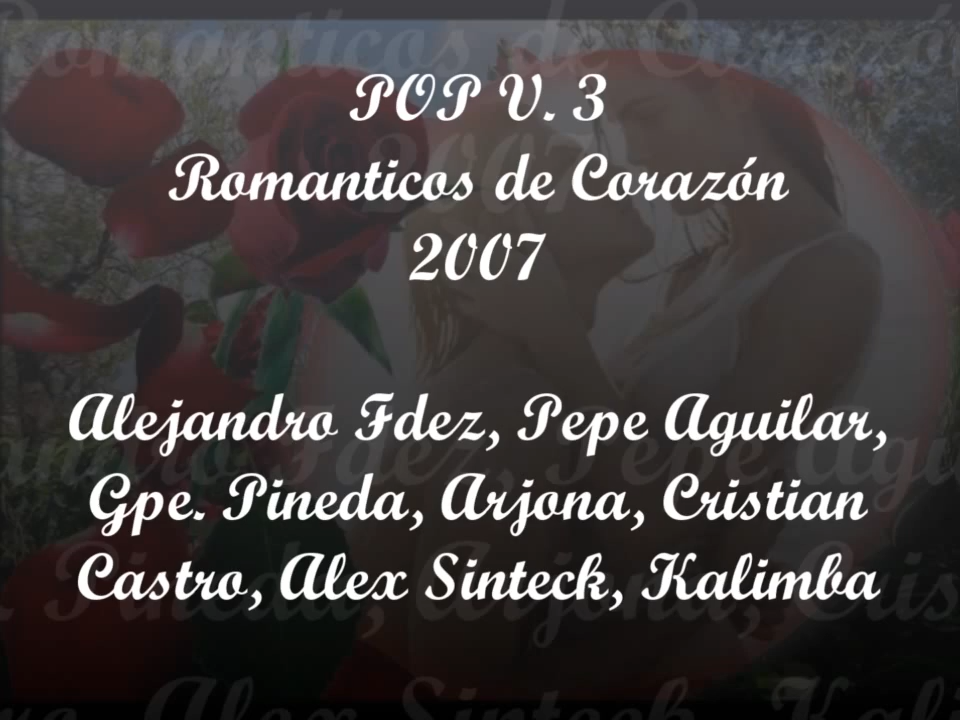 POP V. 3
Romanticos de Corazón
2007
Alejandro Fdez, Pepe Aguilar,
Gpe. Pineda, Arjona, Cristian
Castro, Alex Sinteck, Kalimba